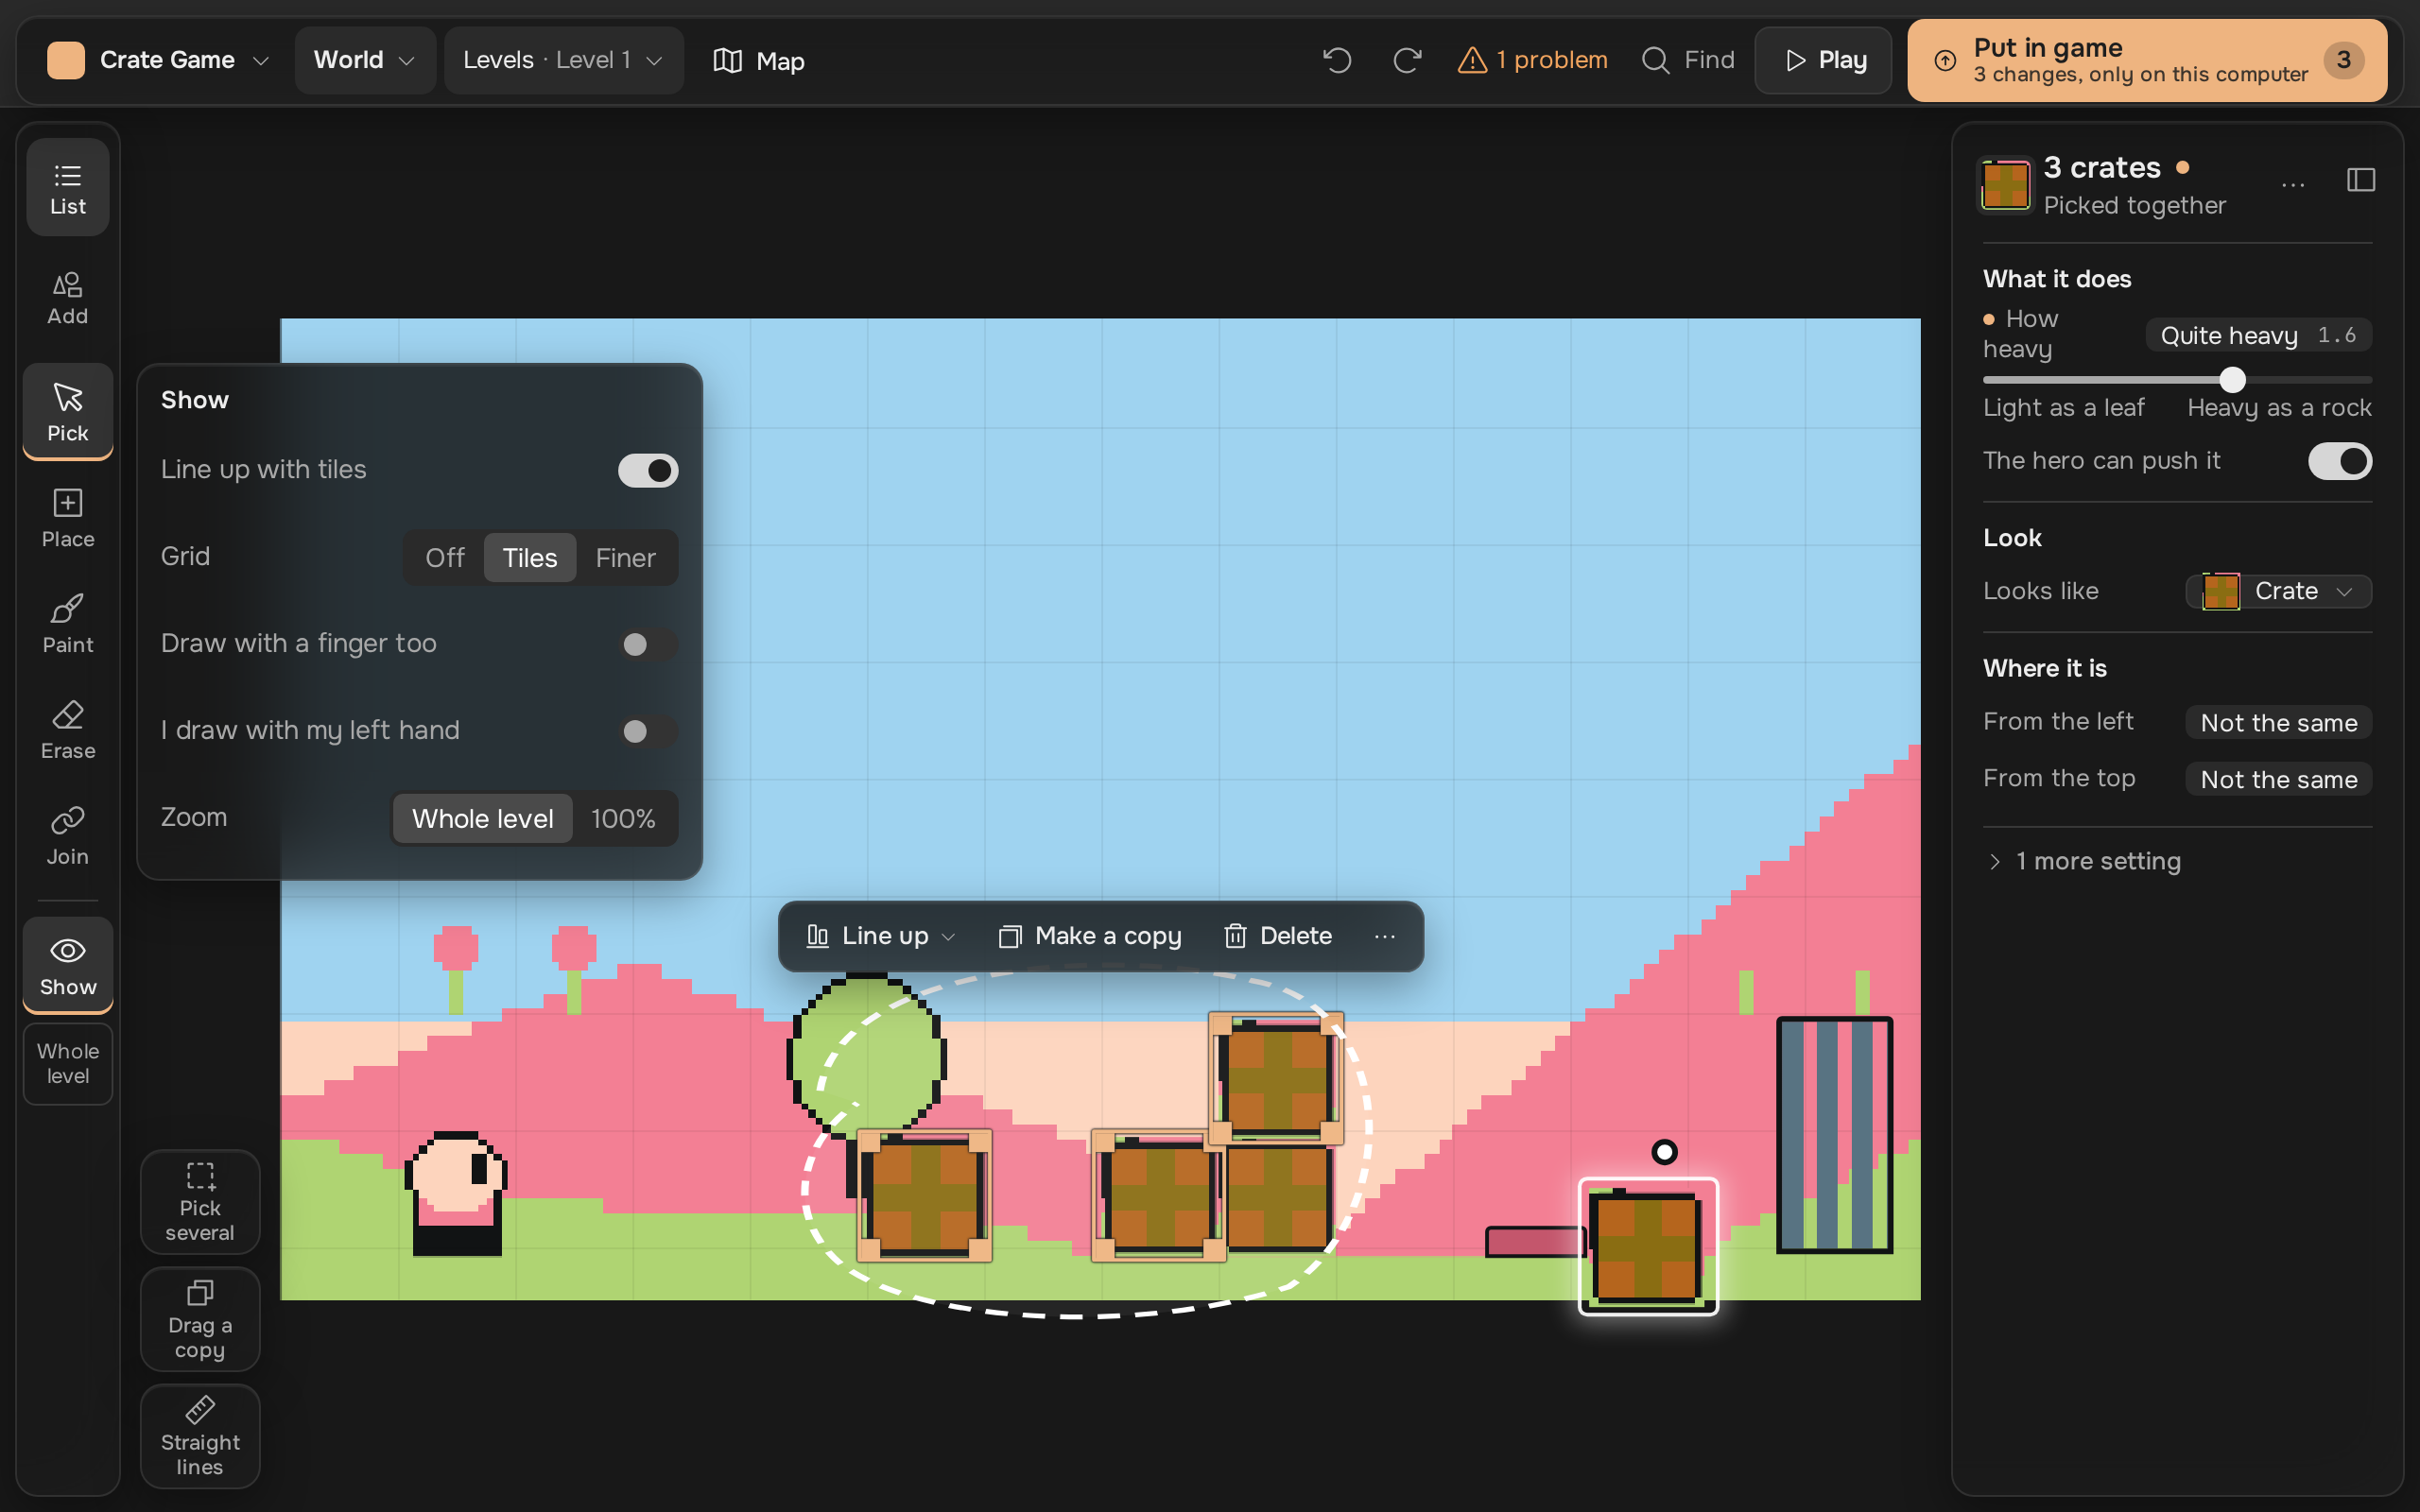 Crate Game
World
Levels · Level 1
Map
1 problem
Find
Play
Put in game
3 changes, only on this computer
3
List
Add
Pick
Place
Paint
Erase
Join
Show
Whole
level
Show
Line up with tiles
Grid
Off
Tiles
Finer
Draw with a finger too
I draw with my left hand
Zoom
Whole level
100%
Line up
Make a copy
Delete
...
Pick
several
Drag a
copy
Straight
lines
3 crates
Picked together
...
What it does
How
heavy
Quite heavy 1.6
Light as a leaf
Heavy as a rock
The hero can push it
Look
Looks like
Crate
Where it is
From the left
Not the same
From the top
Not the same
1 more setting